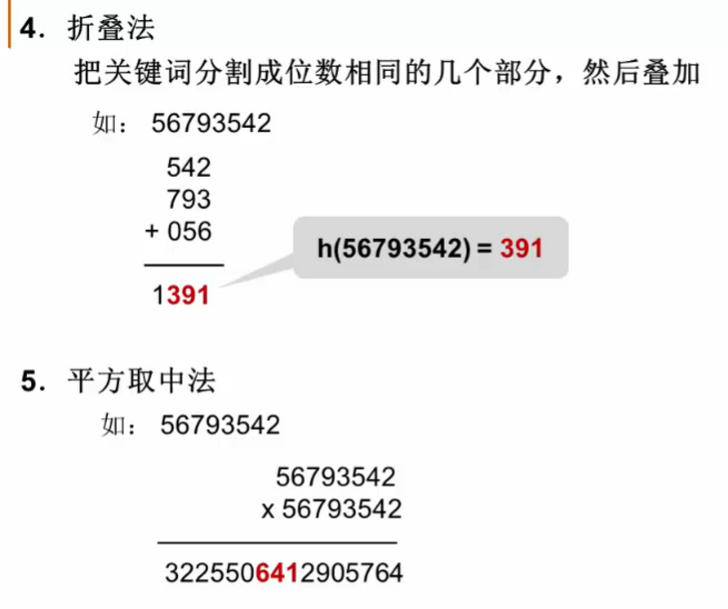 4. 折叠法
把关键词分割成位数相同的几个部分，然后叠加
如： 56793542
542
793
+ 056
1391
h(56793542) = 391
5. 平方取中法
如： 56793542
56793542
x 56793542
3225506412905764